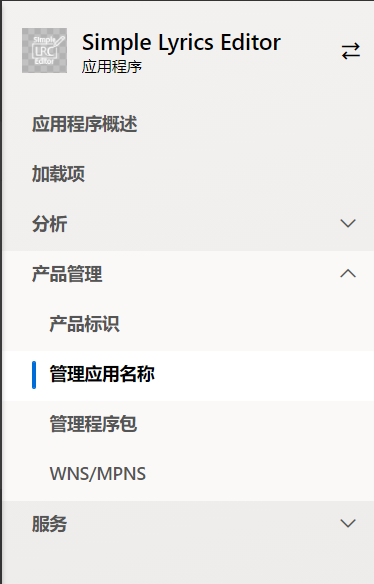 Simple
LRC
Editor
Simple Lyrics Editor
应用程序
应用程序概述
加载项
分析
产品管理
产品标识
管理应用名称
管理程序包
WNS/MPNS
服务